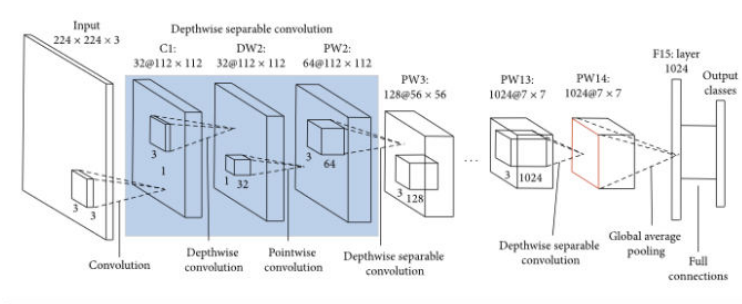 Input
224 × 224 × 3
Depthwise separable convolution
C1:
32@112 × 112
DW2:
32@112 × 112
PW2:
64@112 × 112
PW3:
128@56 × 56
PW13:
1024@7 × 7
PW14:
1024@7 × 7
F15: layer
1024
Output
classes
3
3
3
1
1
32
3
64
3
128
...
3
1024
Convolution
Depthwise
convolution
Pointwise
convolution
Depthwise separable
convolution
Depthwise separable
convolution
Global average
pooling
Full
connections